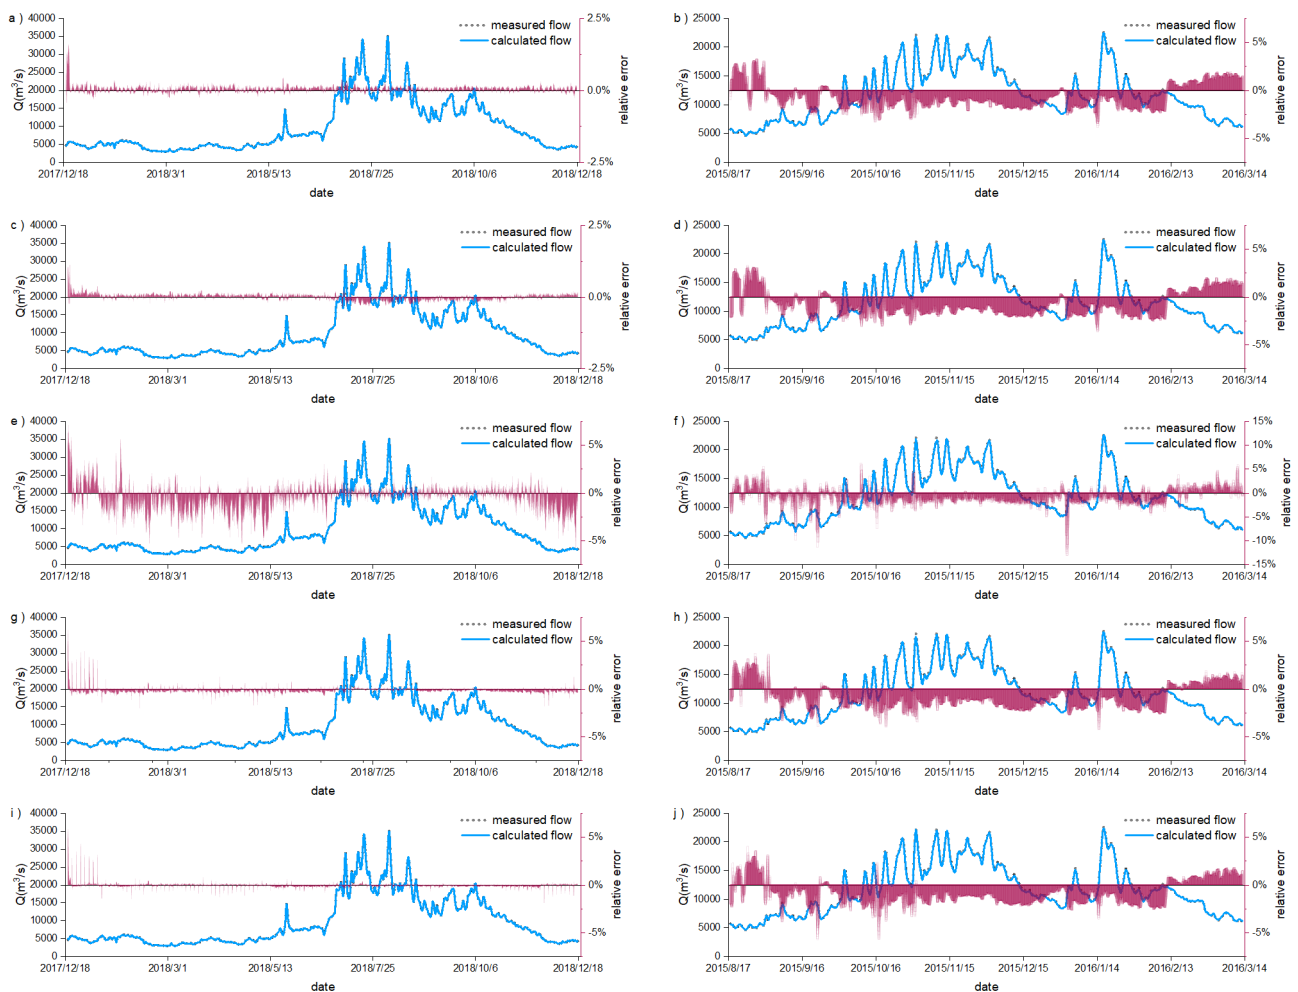 a )
40000
35000
30000
25000
20000
15000
10000
5000
0
Q(m³/s)
measured flow
calculated flow
2.5%
0.0%
-2.5%
relative error
2017/12/18 2018/3/1 2018/5/13 2018/7/25 2018/10/6 2018/12/18
date
b )
25000
20000
15000
10000
5000
0
Q(m³/s)
measured flow
calculated flow
5%
0%
-5%
relative error
2015/8/17 2015/9/16 2015/10/16 2015/11/15 2015/12/15 2016/1/14 2016/2/13 2016/3/14
date
c )
40000
35000
30000
25000
20000
15000
10000
5000
0
Q(m³/s)
measured flow
calculated flow
2.5%
0.0%
-2.5%
relative error
2017/12/18 2018/3/1 2018/5/13 2018/7/25 2018/10/6 2018/12/18
date
d )
25000
20000
15000
10000
5000
0
Q(m³/s)
measured flow
calculated flow
5%
0%
-5%
relative error
2015/8/17 2015/9/16 2015/10/16 2015/11/15 2015/12/15 2016/1/14 2016/2/13 2016/3/14
date
e )
40000
35000
30000
25000
20000
15000
10000
5000
0
Q(m³/s)
measured flow
calculated flow
5%
0%
-5%
relative error
2017/12/18 2018/3/1 2018/5/13 2018/7/25 2018/10/6 2018/12/18
date
f )
25000
20000
15000
10000
5000
0
Q(m³/s)
measured flow
calculated flow
15%
10%
5%
0%
-5%
-10%
-15%
relative error
2015/8/17 2015/9/16 2015/10/16 2015/11/15 2015/12/15 2016/1/14 2016/2/13 2016/3/14
date
g )
40000
35000
30000
25000
20000
15000
10000
5000
0
Q(m³/s)
measured flow
calculated flow
5%
0%
-5%
relative error
2017/12/18 2018/3/1 2018/5/13 2018/7/25 2018/10/6 2018/12/18
date
h )
25000
20000
15000
10000
5000
0
Q(m³/s)
measured flow
calculated flow
5%
0%
-5%
relative error
2015/8/17 2015/9/16 2015/10/16 2015/11/15 2015/12/15 2016/1/14 2016/2/13 2016/3/14
date
i )
40000
35000
30000
25000
20000
15000
10000
5000
0
Q(m³/s)
measured flow
calculated flow
5%
0%
-5%
relative error
2017/12/18 2018/3/1 2018/5/13 2018/7/25 2018/10/6 2018/12/18
date
j )
25000
20000
15000
10000
5000
0
Q(m³/s)
measured flow
calculated flow
5%
0%
-5%
relative error
2015/8/17 2015/9/16 2015/10/16 2015/11/15 2015/12/15 2016/1/14 2016/2/13 2016/3/14
date